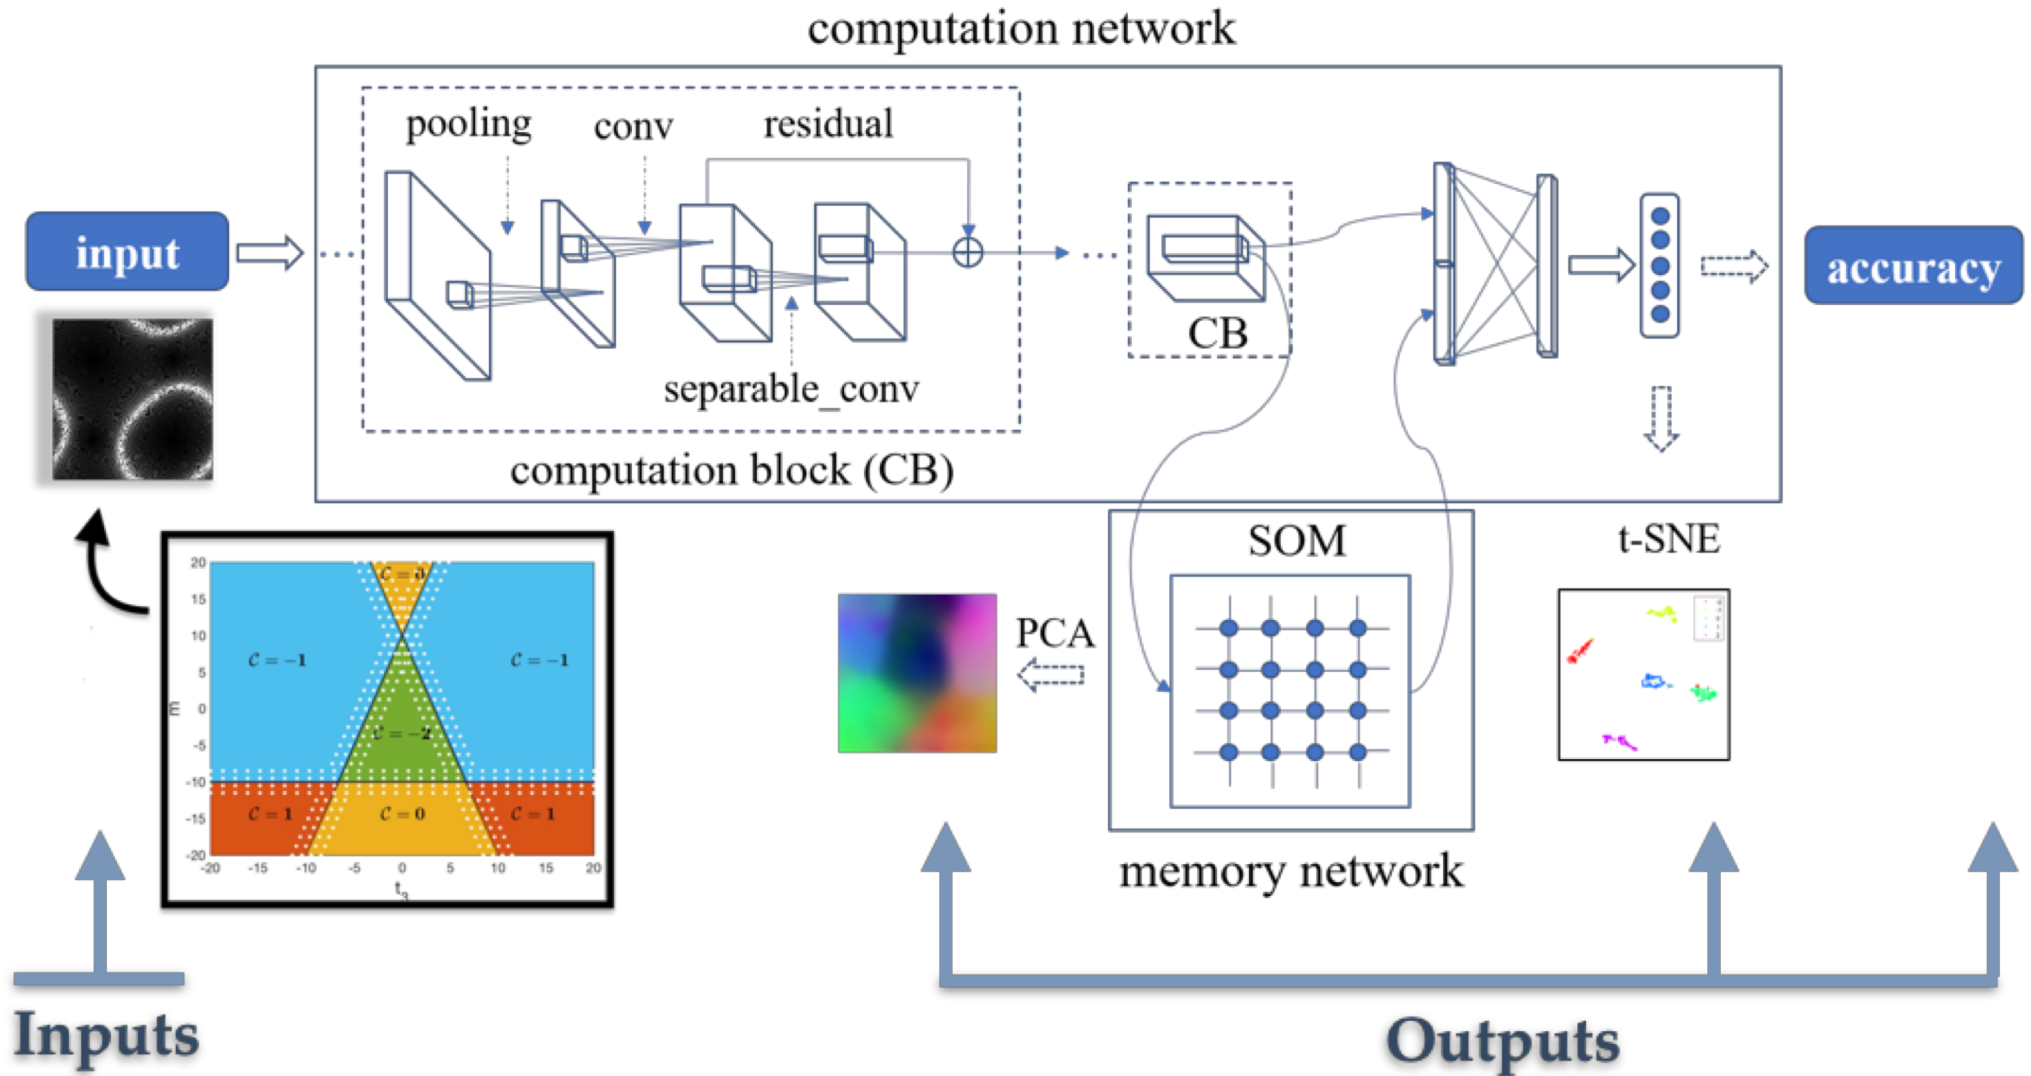 computation network
pooling
conv
residual
input
accuracy
CB
separable_conv
computation block (CB)
SOM
t-SNE
PCA
20
15
10
5
0
-5
-10
-15
-20
m
C = 0
C = −1
C = −1
C = −2
C = 1
C = 0
C = 1
-20
-15
-10
-5
0
5
10
15
20
t3
memory network
Inputs
Outputs